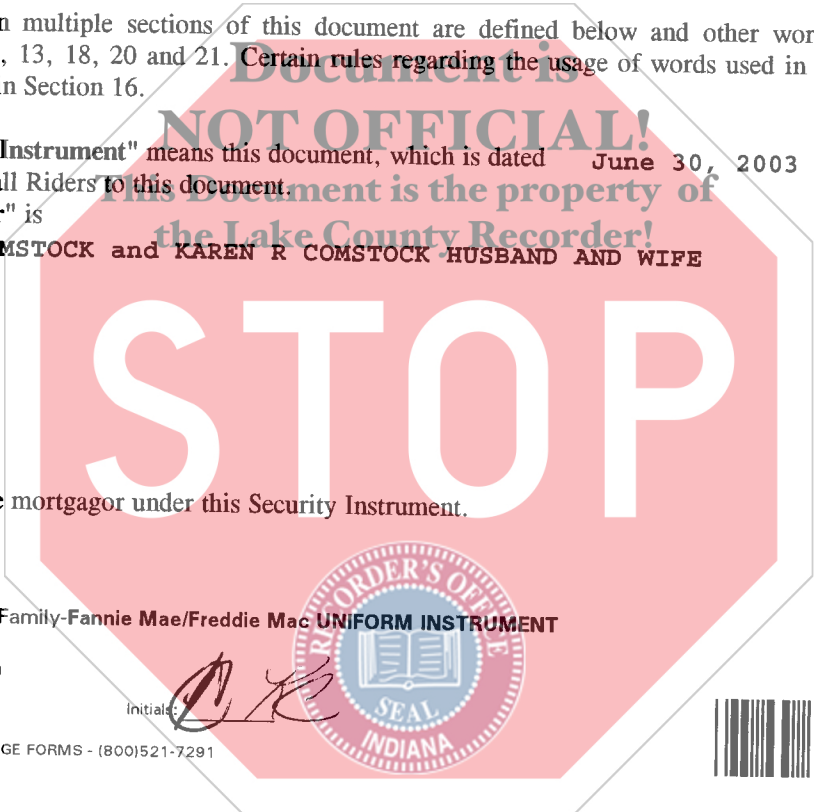 n multiple sections of this document are defined below and other wor
, 13, 18, 20 and 21. Certain rules regarding the usage of words used in
in Section 16.
Document is
NOT OFFICIAL!
This Document is the property of
the Lake County Recorder!
Instrument" means this document, which is dated June 30, 2003
all Riders to this document.
r" is
MSTOCK and KAREN R COMSTOCK HUSBAND AND WIFE
STOP
e mortgagor under this Security Instrument.
Family-Fannie Mae/Freddie Mac UNIFORM INSTRUMENT
RECORDER'S OFFICE
SEAL
INDIANA
Initials:
GE FORMS - (800)521-7291